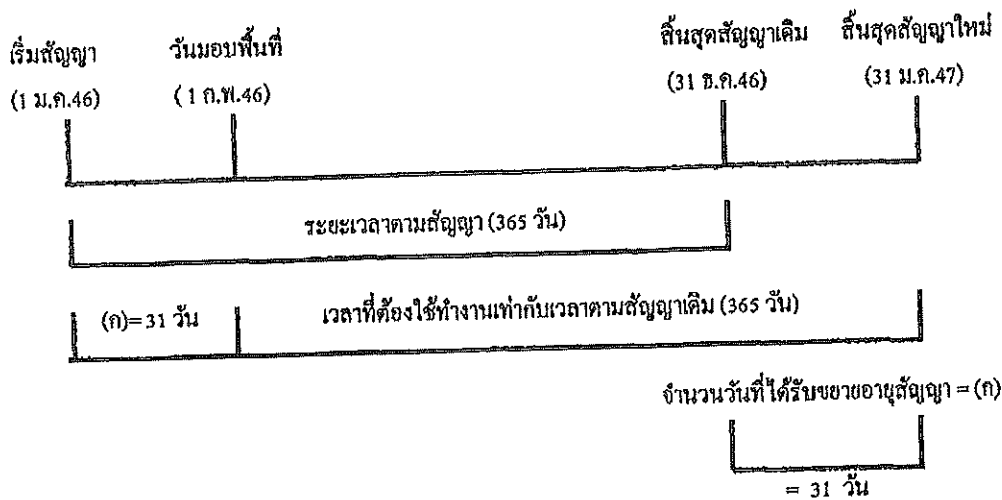 เริ่มสัญญา วันมอบพื้นที่ สิ้นสุดสัญญาเดิม สิ้นสุดสัญญาใหม่
(1 ม.ค.46) (1 ก.พ.46) (31 ธ.ค.46) (31 ม.ค.47)
ระยะเวลาตามสัญญา (365 วัน)
(ก)=31 วัน เวลาที่ต้องใช้ทำงานเท่ากับเวลาตามสัญญาเดิม (365 วัน)
จำนวนวันที่ได้รับขยายอายุสัญญา = (ก)
= 31 วัน